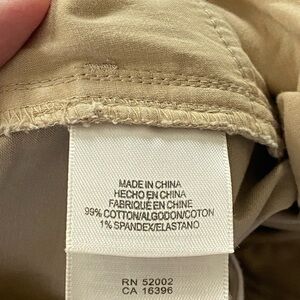 MADE IN CHINA
HECHO EN CHINA
FABRIQUÉ EN CHINE
99% COTTON/ALGODON/COTON
1% SPANDEX/ELASTANO
RN 52002
CA 16396